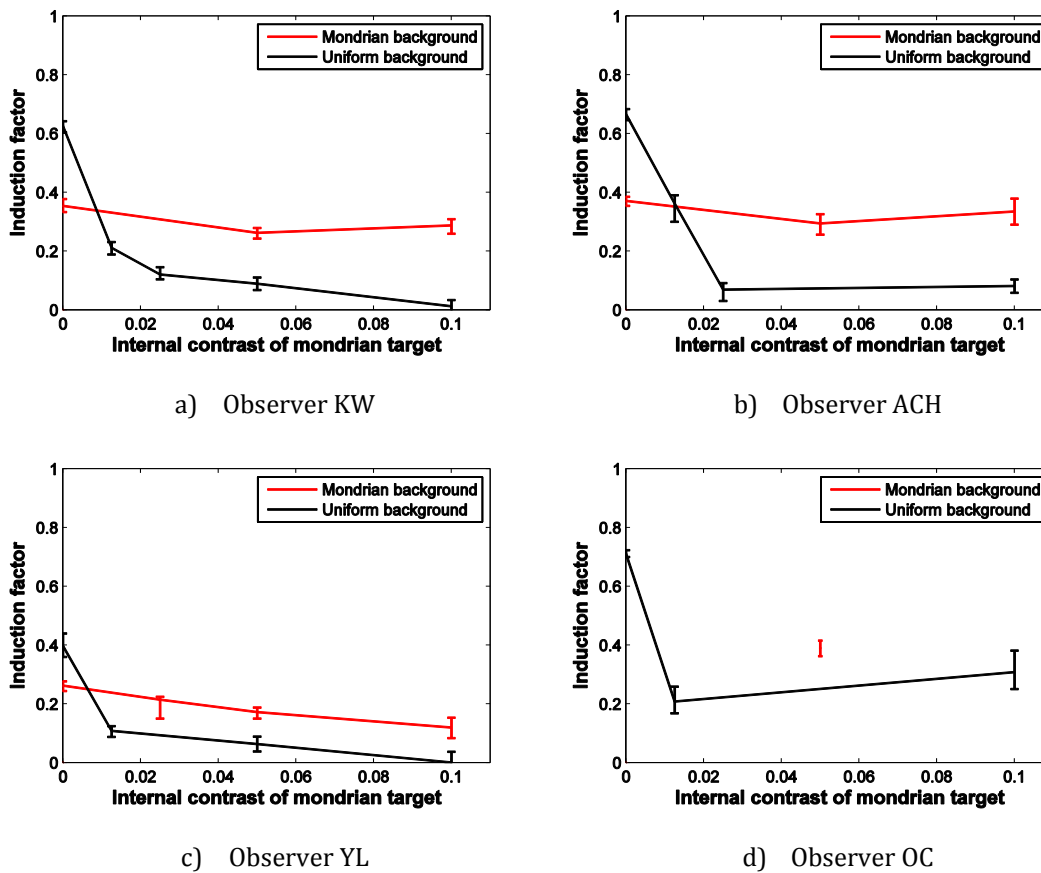 1
0.8
0.6
0.4
0.2
0
Induction factor
Mondrian background
Uniform background
0 0.02 0.04 0.06 0.08 0.1
Internal contrast of mondrian target
a) Observer KW
1
0.8
0.6
0.4
0.2
0
Induction factor
Mondrian background
Uniform background
0 0.02 0.04 0.06 0.08 0.1
Internal contrast of mondrian target
b) Observer ACH
1
0.8
0.6
0.4
0.2
0
Induction factor
Mondrian background
Uniform background
0 0.02 0.04 0.06 0.08 0.1
Internal contrast of mondrian target
c) Observer YL
1
0.8
0.6
0.4
0.2
0
Induction factor
Mondrian background
Uniform background
0 0.02 0.04 0.06 0.08 0.1
Internal contrast of mondrian target
d) Observer OC